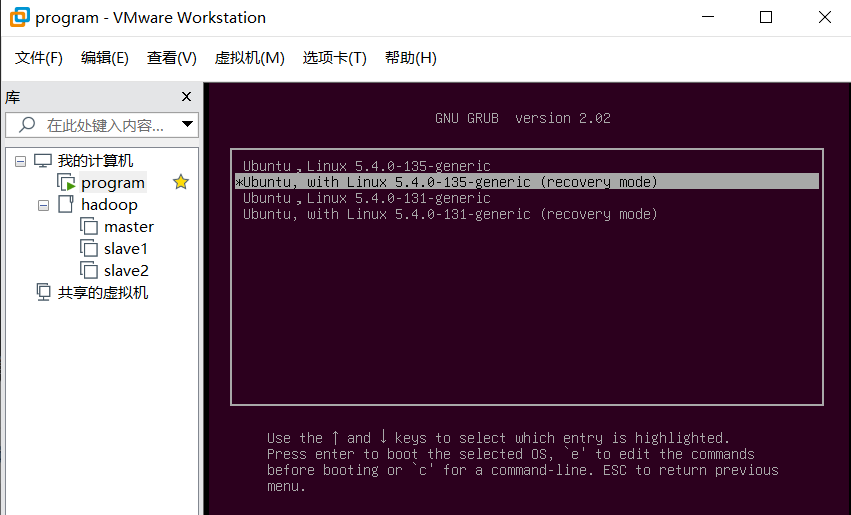 program - VMware Workstation
文件(F) 编辑(E) 查看(V) 虚拟机(M) 选项卡(T) 帮助(H)
库
在此处键入内容...
我的计算机
program
hadoop
master
slave1
slave2
共享的虚拟机
GNU GRUB version 2.02
Ubuntu, Linux 5.4.0-135-generic
*Ubuntu, with Linux 5.4.0-135-generic (recovery mode)
Ubuntu, Linux 5.4.0-131-generic
Ubuntu, with Linux 5.4.0-131-generic (recovery mode)
Use the ↑ and ↓ keys to select which entry is highlighted.
Press enter to boot the selected OS, `e' to edit the commands
before booting or `c' for a command-line. ESC to return previous
menu.